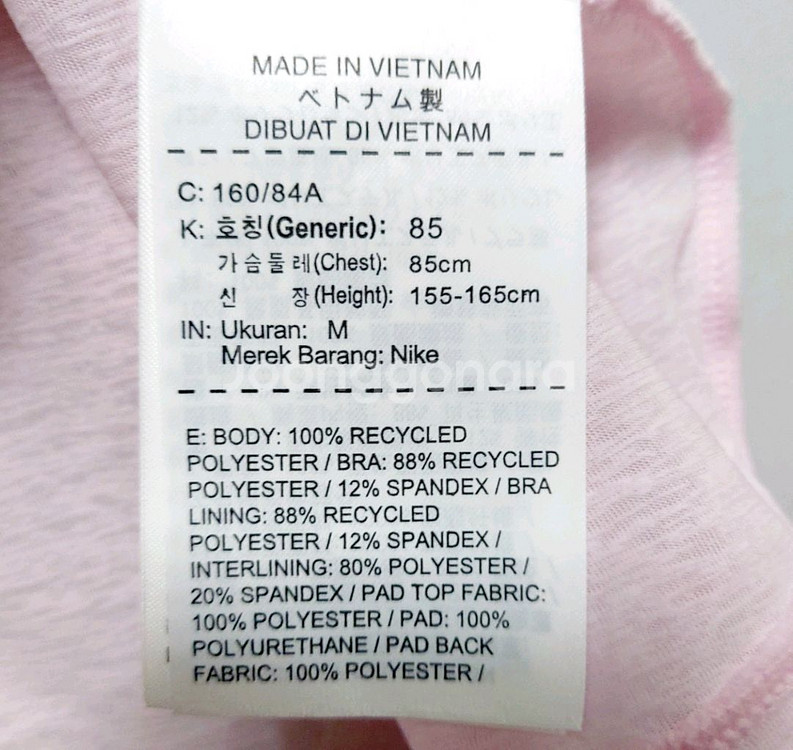 MADE IN VIETNAM
ベトナム製
DIBUAT DI VIETNAM
C: 160/84A
K: 호칭(Generic): 85
가슴둘레(Chest): 85cm
신 장(Height): 155-165cm
IN: Ukuran: M
Merek Barang: Nike
Joonggonara
E: BODY: 100% RECYCLED
POLYESTER / BRA: 88% RECYCLED
POLYESTER / 12% SPANDEX / BRA
LINING: 88% RECYCLED
POLYESTER / 12% SPANDEX /
INTERLINING: 80% POLYESTER /
20% SPANDEX / PAD TOP FABRIC:
100% POLYESTER / PAD: 100%
POLYURETHANE / PAD BACK
FABRIC: 100% POLYESTER /